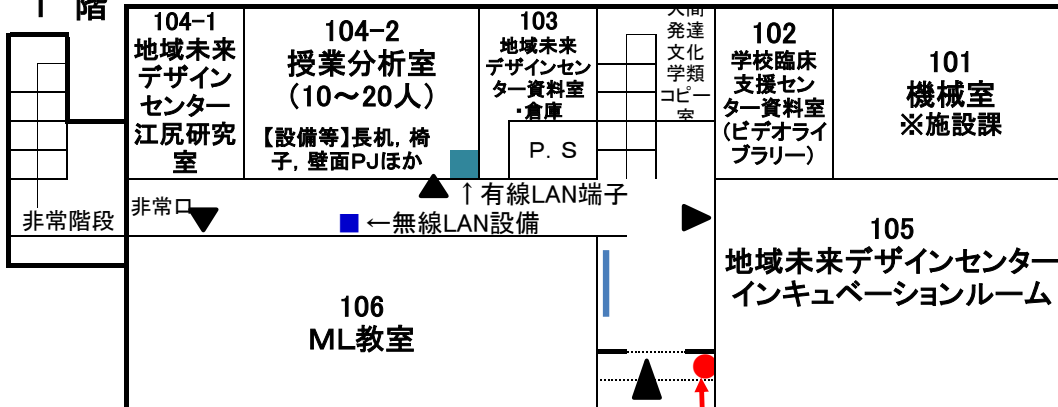 1 階
104-1
地域未来
デザイン
センター
江尻研究
室
104-2
授業分析室
（10～20人）
【設備等】長机，椅
子，壁面PJほか
103
地域未来
デザインセン
ター資料室
・倉庫
P．S
人間
発達
文化
学類
コピー
室
102
学校臨床
支援セン
ター資料室
（ビデオライ
ブラリー）
101
機械室
※施設課
非常階段
非常口
↑有線LAN端子
←無線LAN設備
105
地域未来デザインセンター
インキュベーションルーム
106
ML教室